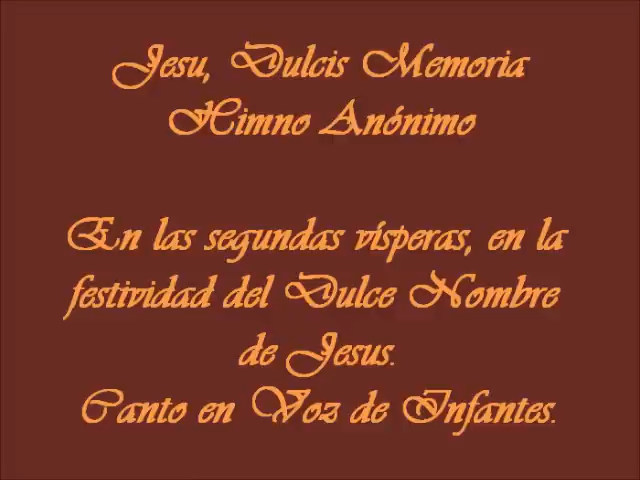 Jesu, Dulcis Memoria
Himno Anónimo
En las segundas vísperas, en la
festividad del Dulce Nombre
de Jesus.
Canto en Voz de Infantes.